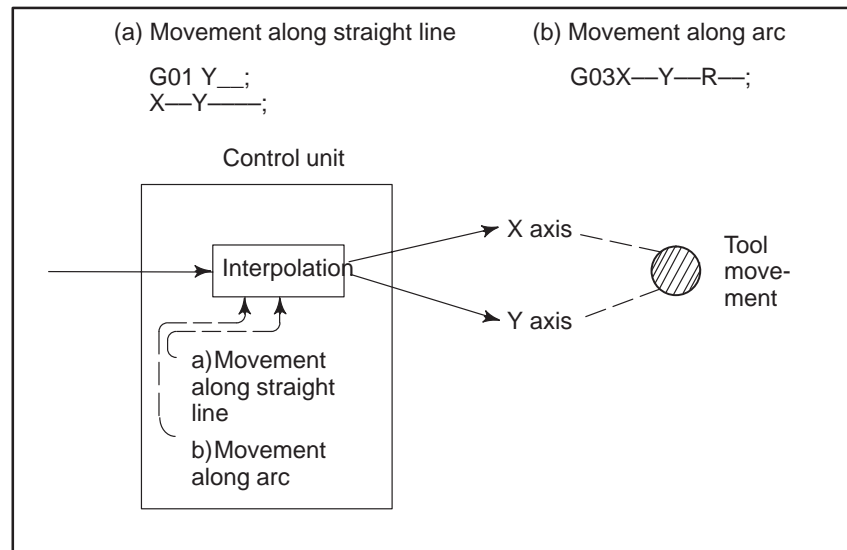 (a) Movement along straight line
G01 Y__;
X––Y––––;
(b) Movement along arc
G03X––Y––R––;
Control unit
Interpolation
a)Movement
along straight
line
b)Movement
along arc
X axis
Y axis
Tool
move-
ment